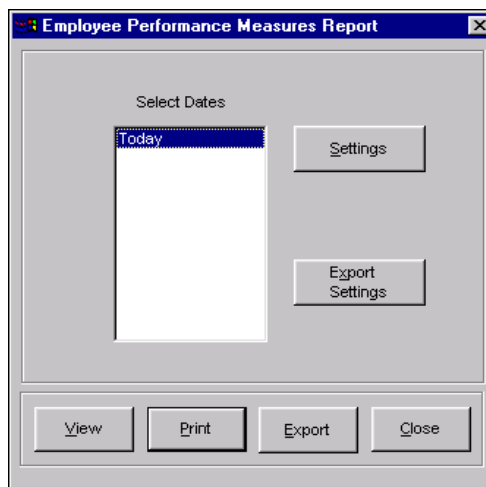 Employee Performance Measures Report
Select Dates
Today
Settings
Export
Settings
View
Print
Export
Close